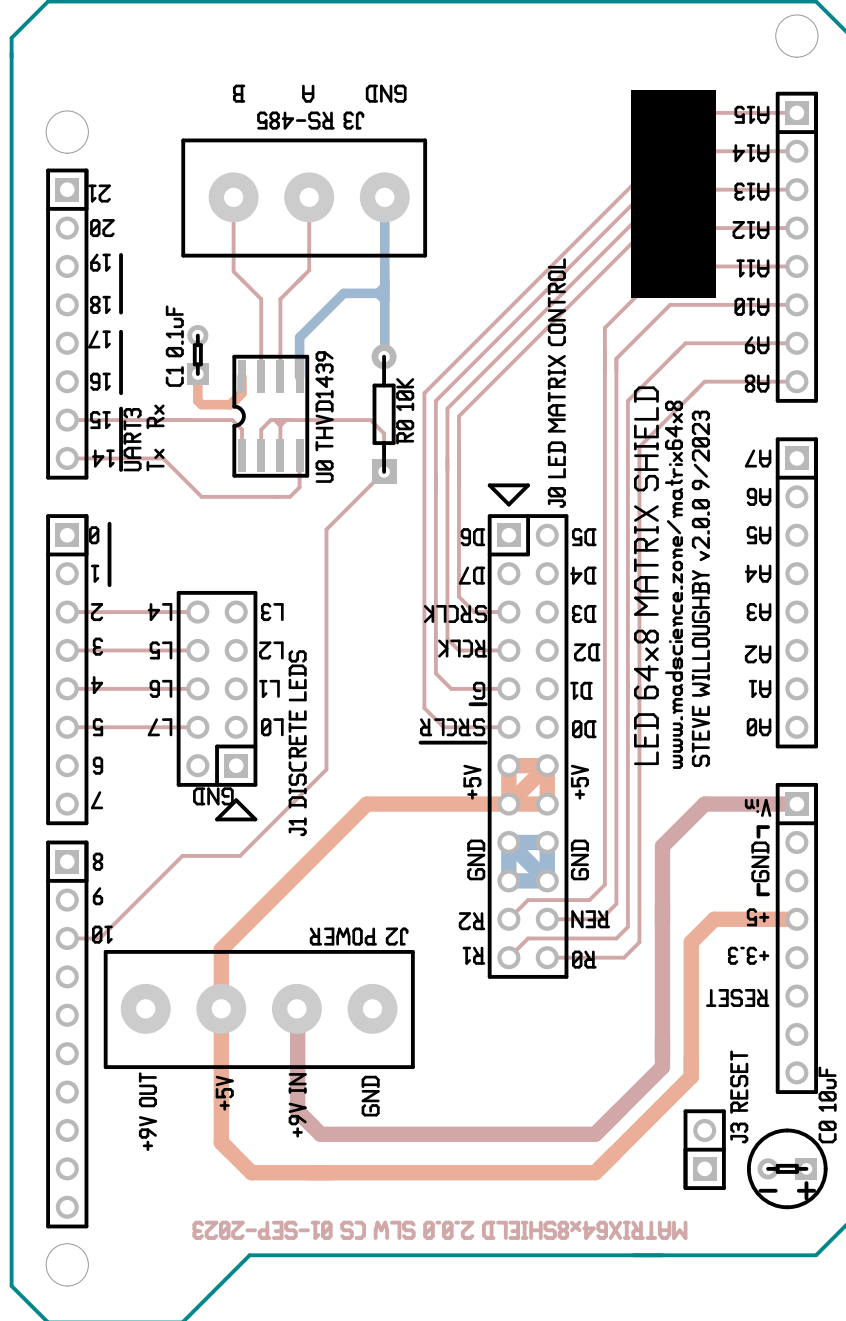 B A GND
J3 RS-485
A15
A14
A13
A12
A11
A10
A9
A8
A7
A6
A5
A4
A3
A2
A1
A0
21
20
19
18
17
16
15
14
UART3
Tx Rx
C1 0.1uF
U0 THVD1439
R0 10K
J0 LED MATRIX CONTROL
LED 64x8 MATRIX SHIELD
www.madscience.zone/matrix64x8
STEVE WILLOUGHBY v2.0.0 9/2023
0
1
2
3
4
5
6
7
L4 L3
L5 L2
L6 L1
L7 L0
GND
J1 DISCRETE LEDS
D6 D5
D7 D4
SRCLK D3
RCLK D2
G D1
SRCLR D0
+5V +5V
GND GND
R2 REN
R1 R0
8
9
10
J2 POWER
+9V OUT
+5V
+9V IN
GND
Vin
GND
+5
+3.3
RESET
J3 RESET
C0 10uF
- +
MATRIX64x8SHIELD 2.0.0 SLW CS 01-SEP-2023